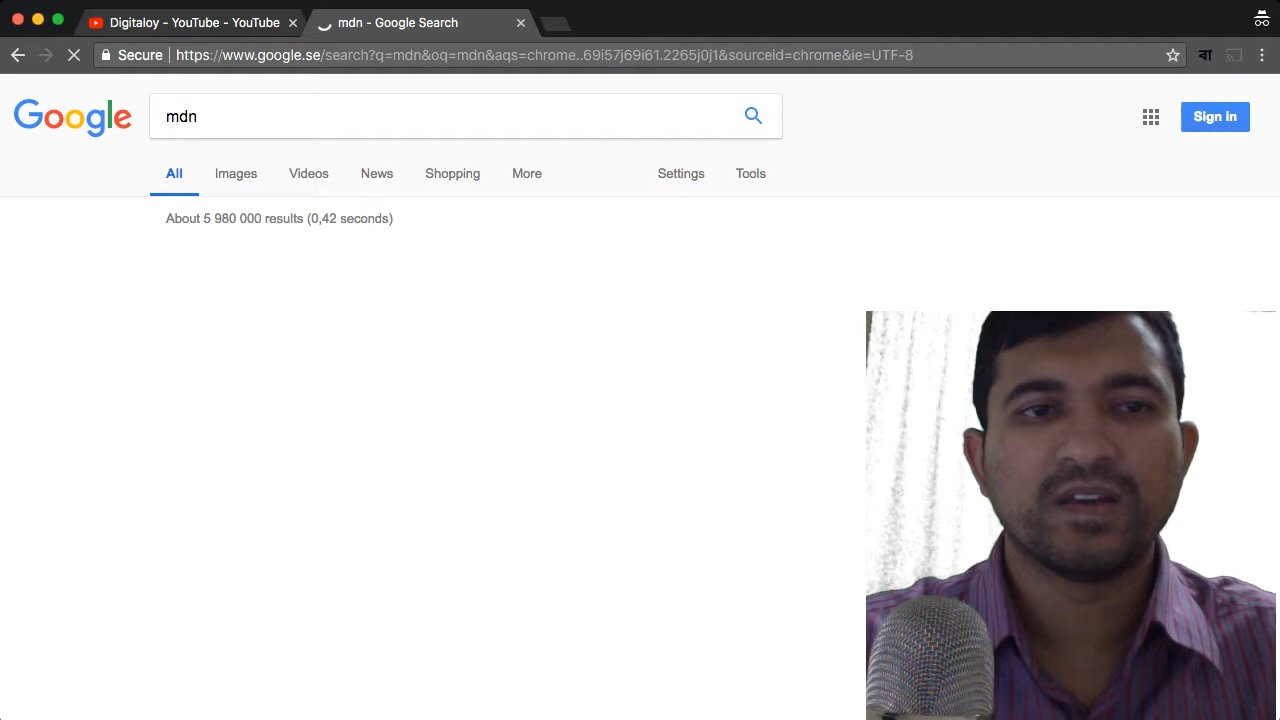 Digitaloy - YouTube - YouTube
mdn - Google Search
Secure
https://www.google.se/search?q=mdn&oq=mdn&aqs=chrome..69i57j69i61.2265j0j1&sourceid=chrome&ie=UTF-8
বা
Google
mdn
Sign in
All Images Videos News Shopping More Settings Tools
About 5 980 000 results (0,42 seconds)